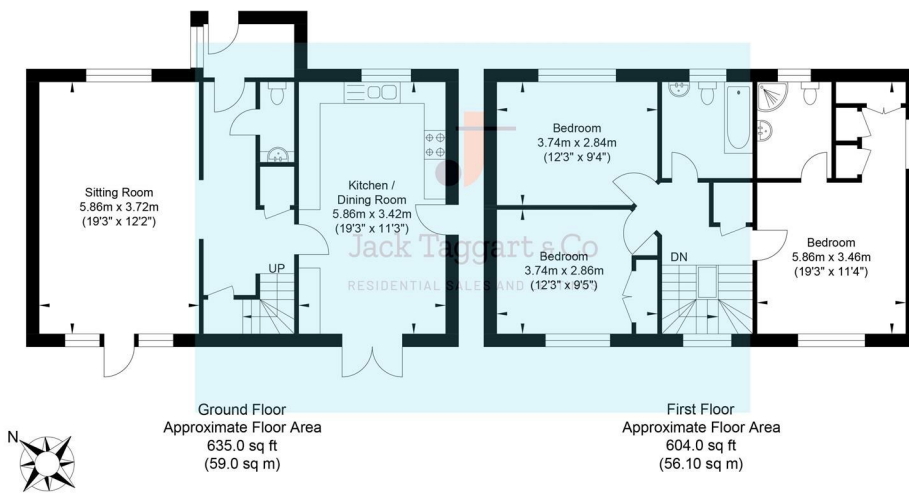 Sitting Room
5.86m x 3.72m
(19'3" x 12'2")
Kitchen /
Dining Room
5.86m x 3.42m
(19'3" x 11'3")
UP
Bedroom
3.74m x 2.84m
(12'3" x 9'4")
Bedroom
3.74m x 2.86m
(12'3" x 9'5")
DN
Bedroom
5.86m x 3.46m
(19'3" x 11'4")
Jack Taggart & Co
RESIDENTIAL SALES AND
Ground Floor
Approximate Floor Area
635.0 sq ft
(59.0 sq m)
First Floor
Approximate Floor Area
604.0 sq ft
(56.10 sq m)
N